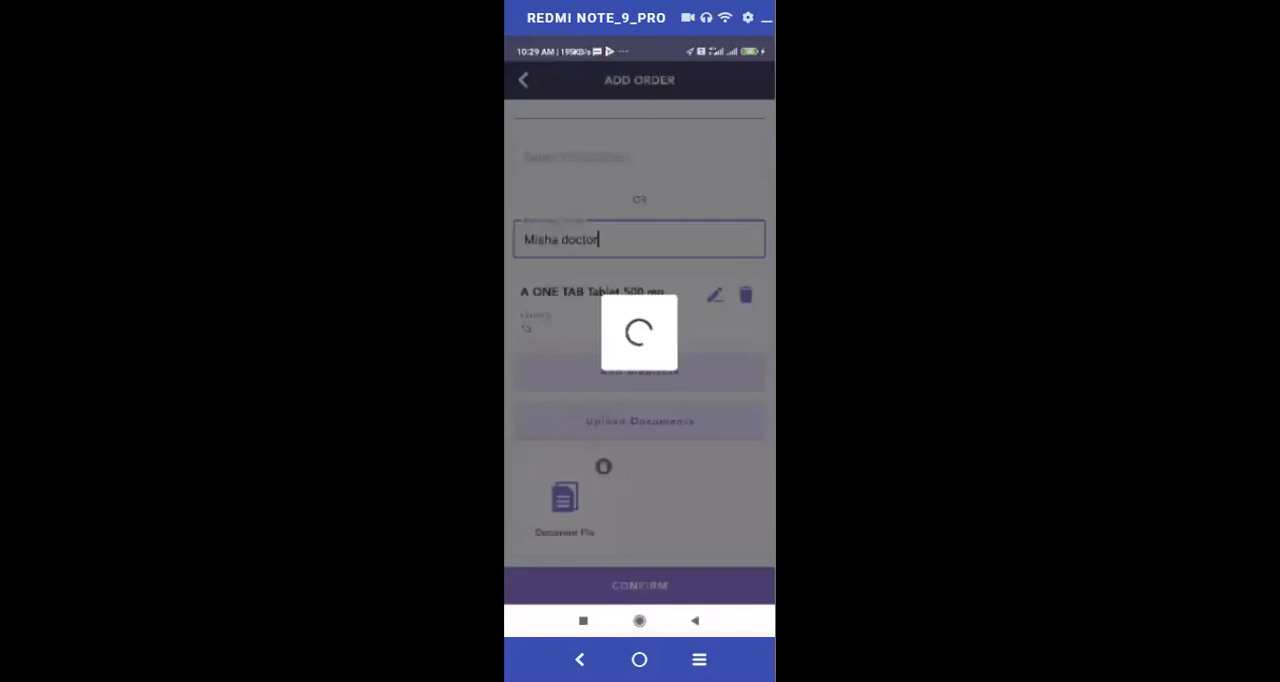 REDMI NOTE_9_PRO
10:29 AM | 195KB/s ...
ADD ORDER
OR
Misha doctor
A ONE TAB Tablet 500 mg
Upload Documents
Document File
CONFIRM